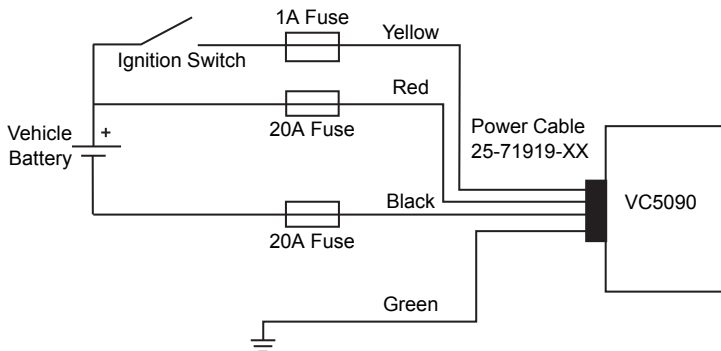 1A Fuse
Yellow
Ignition Switch
Red
20A Fuse
Power Cable
25-71919-XX
Vehicle
Battery
+
VC5090
Black
20A Fuse
Green